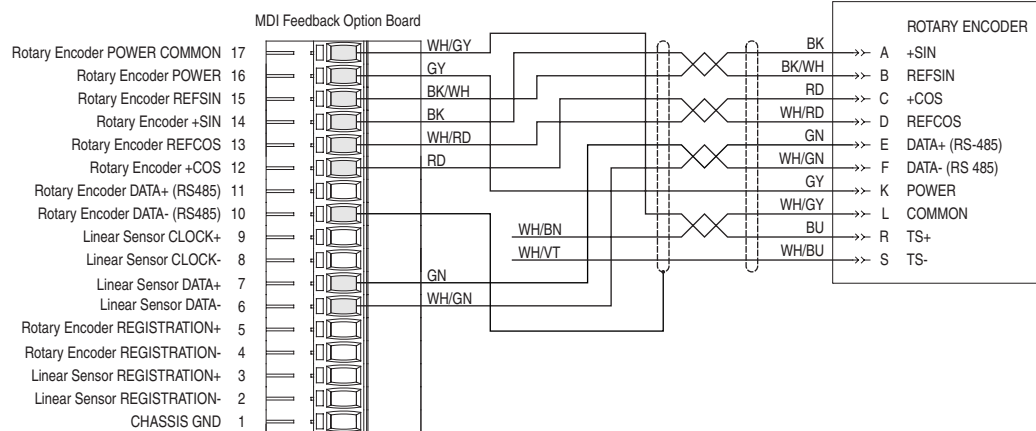 MDI Feedback Option Board
Rotary Encoder POWER COMMON 17
Rotary Encoder POWER 16
Rotary Encoder REFSIN 15
Rotary Encoder +SIN 14
Rotary Encoder REFCOS 13
Rotary Encoder +COS 12
Rotary Encoder DATA+ (RS485) 11
Rotary Encoder DATA- (RS485) 10
Linear Sensor CLOCK+ 9
Linear Sensor CLOCK- 8
Linear Sensor DATA+ 7
Linear Sensor DATA- 6
Rotary Encoder REGISTRATION+ 5
Rotary Encoder REGISTRATION- 4
Linear Sensor REGISTRATION+ 3
Linear Sensor REGISTRATION- 2
CHASSIS GND 1
WH/GY
GY
BK/WH
BK
WH/RD
RD
GN
WH/GN
WH/BN
WH/VT
BK
BK/WH
RD
WH/RD
GN
WH/GN
GY
WH/GY
BU
WH/BU
ROTARY ENCODER
A +SIN
B REFSIN
C +COS
D REFCOS
E DATA+ (RS-485)
F DATA- (RS 485)
K POWER
L COMMON
R TS+
S TS-